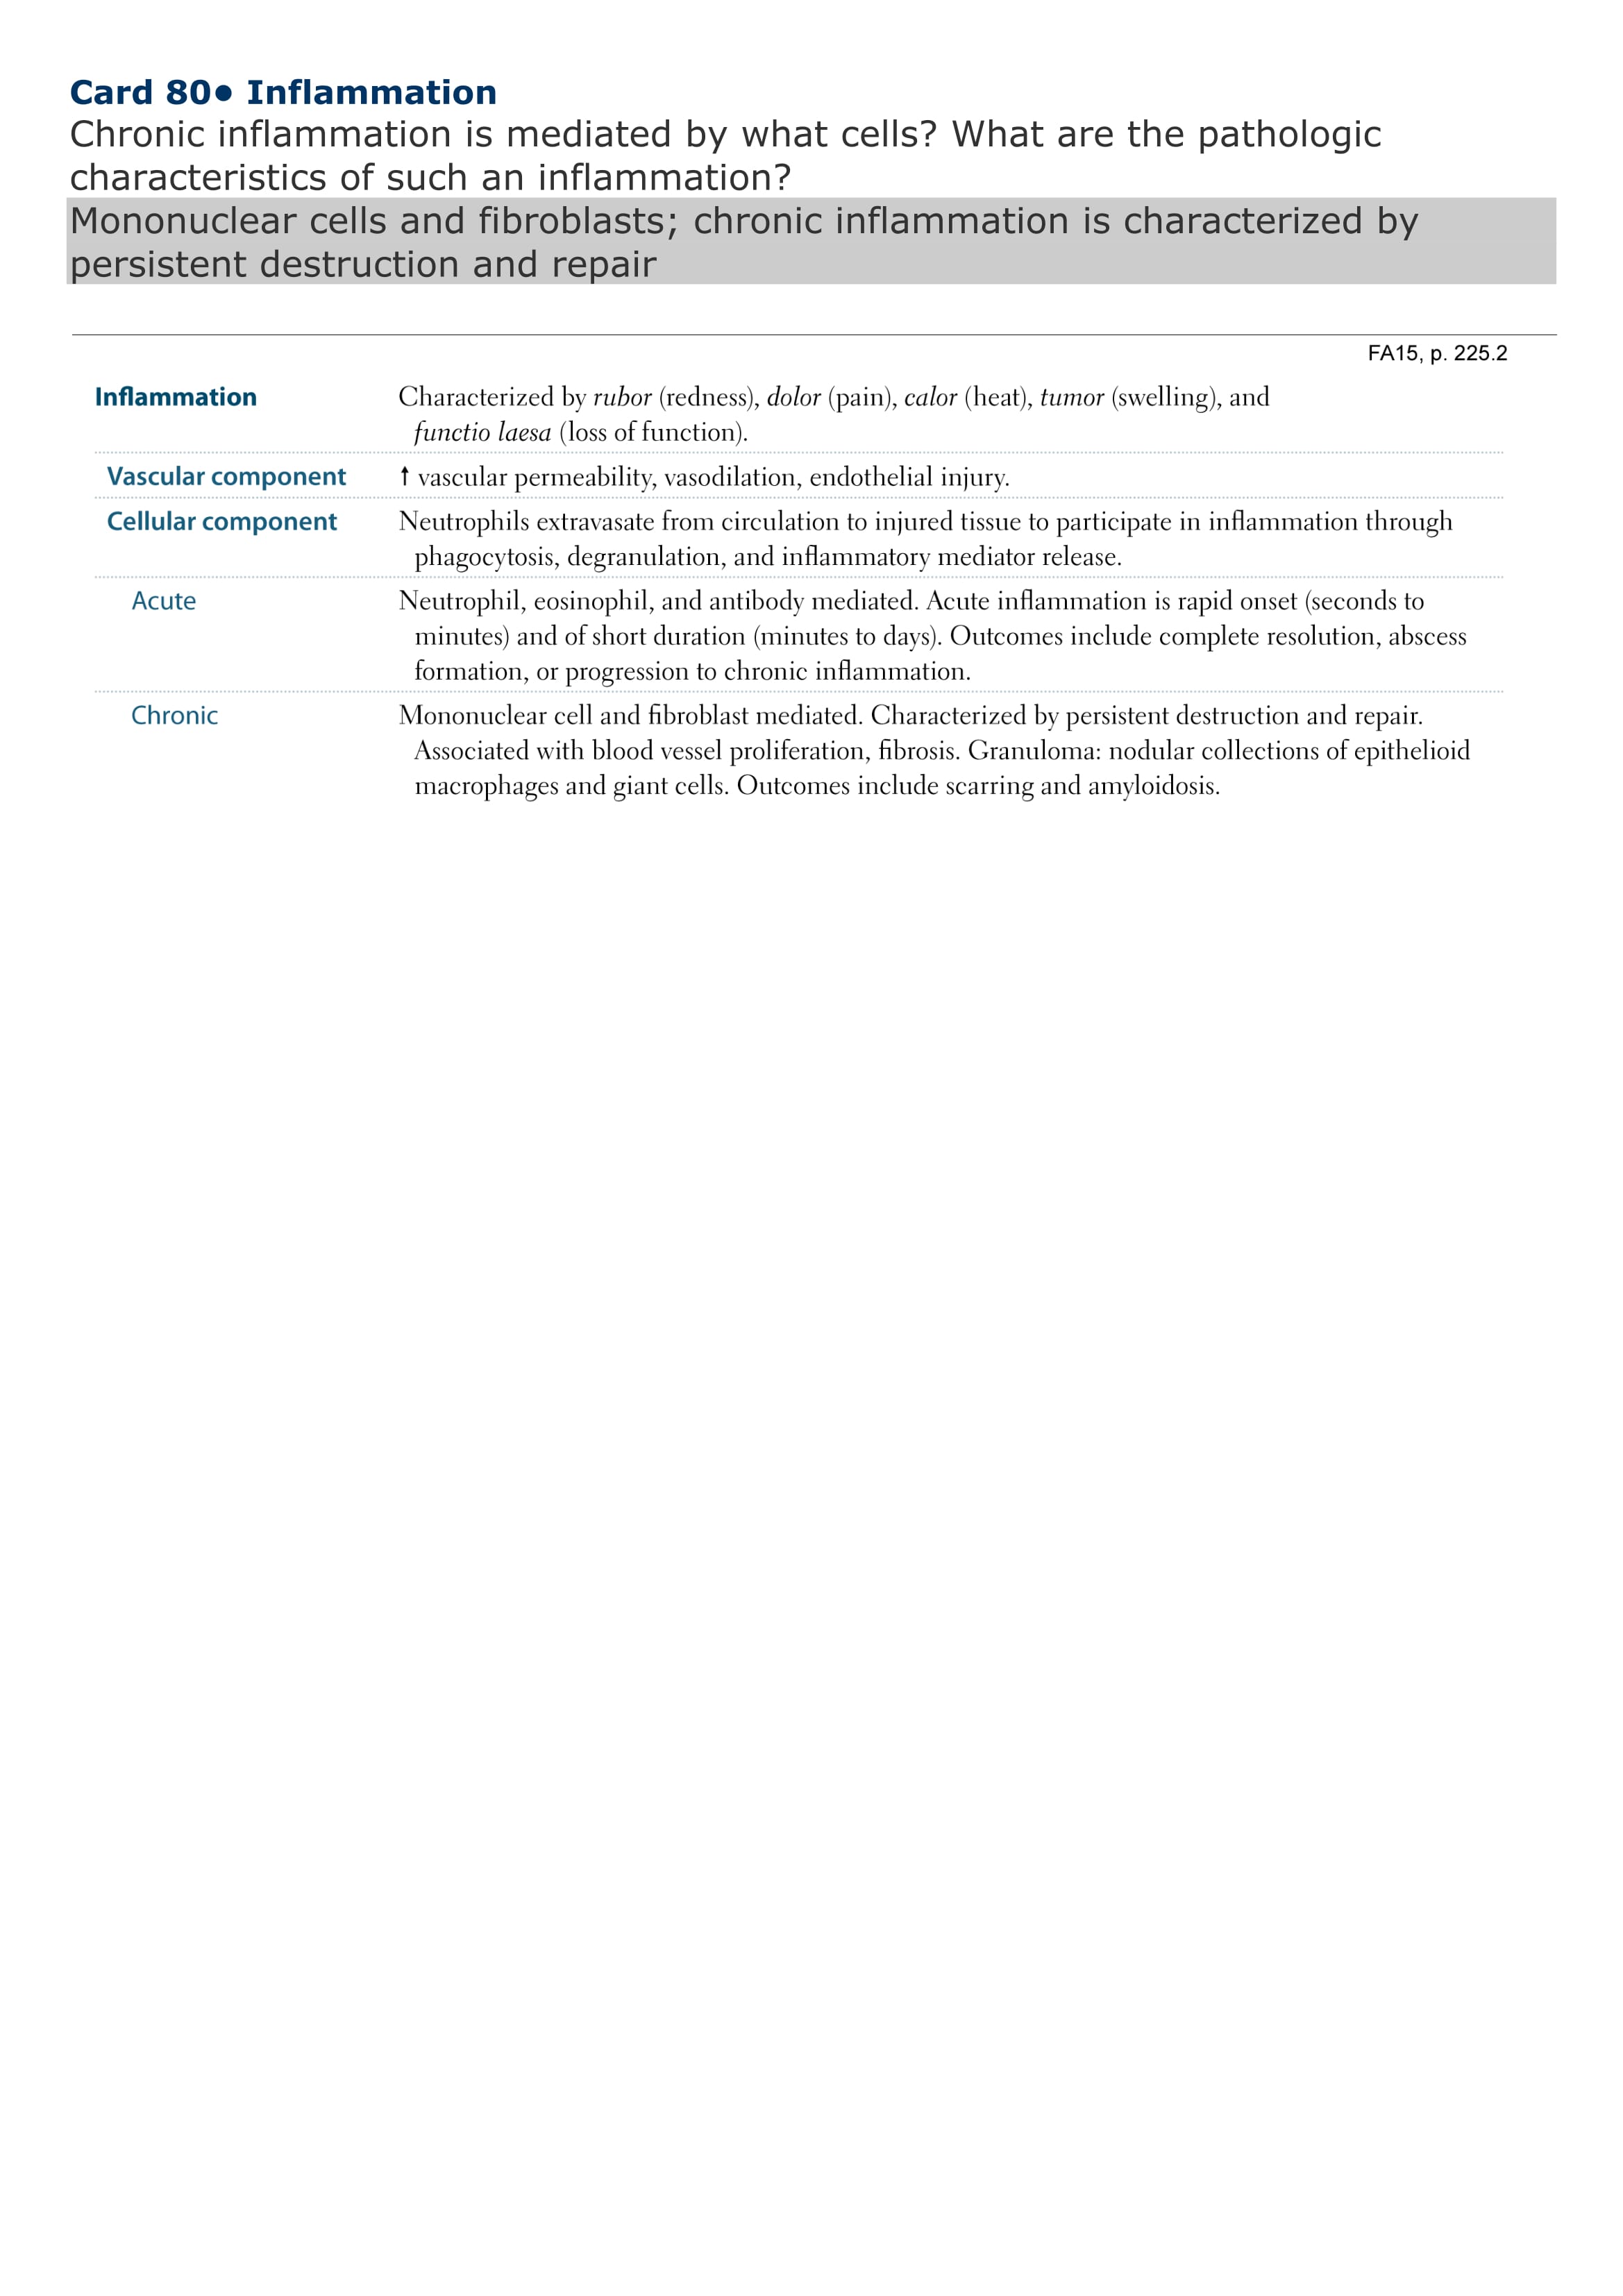 Card 80● Inflammation
Chronic inflammation is mediated by what cells? What are the pathologic
characteristics of such an inflammation?
Mononuclear cells and fibroblasts; chronic inflammation is characterized by
persistent destruction and repair
FA15, p. 225.2
Inflammation Characterized by rubor (redness), dolor (pain), calor (heat), tumor (swelling), and
functio laesa (loss of function).
Vascular component ↑ vascular permeability, vasodilation, endothelial injury.
Cellular component Neutrophils extravasate from circulation to injured tissue to participate in inflammation through
phagocytosis, degranulation, and inflammatory mediator release.
Acute Neutrophil, eosinophil, and antibody mediated. Acute inflammation is rapid onset (seconds to
minutes) and of short duration (minutes to days). Outcomes include complete resolution, abscess
formation, or progression to chronic inflammation.
Chronic Mononuclear cell and fibroblast mediated. Characterized by persistent destruction and repair.
Associated with blood vessel proliferation, fibrosis. Granuloma: nodular collections of epithelioid
macrophages and giant cells. Outcomes include scarring and amyloidosis.